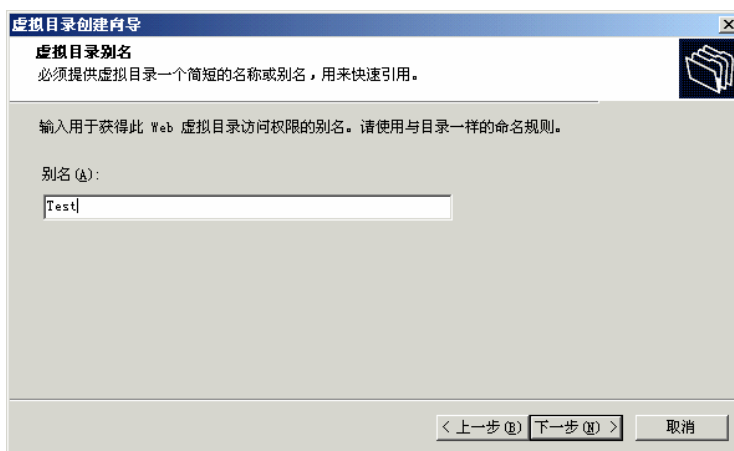 虚拟目录创建向导
虚拟目录别名
必须提供虚拟目录一个简短的名称或别名，用来快速引用。
输入用于获得此 Web 虚拟目录访问权限的别名。请使用与目录一样的命名规则。
别名(A):
Test
< 上一步(B) 下一步(N) > 取消